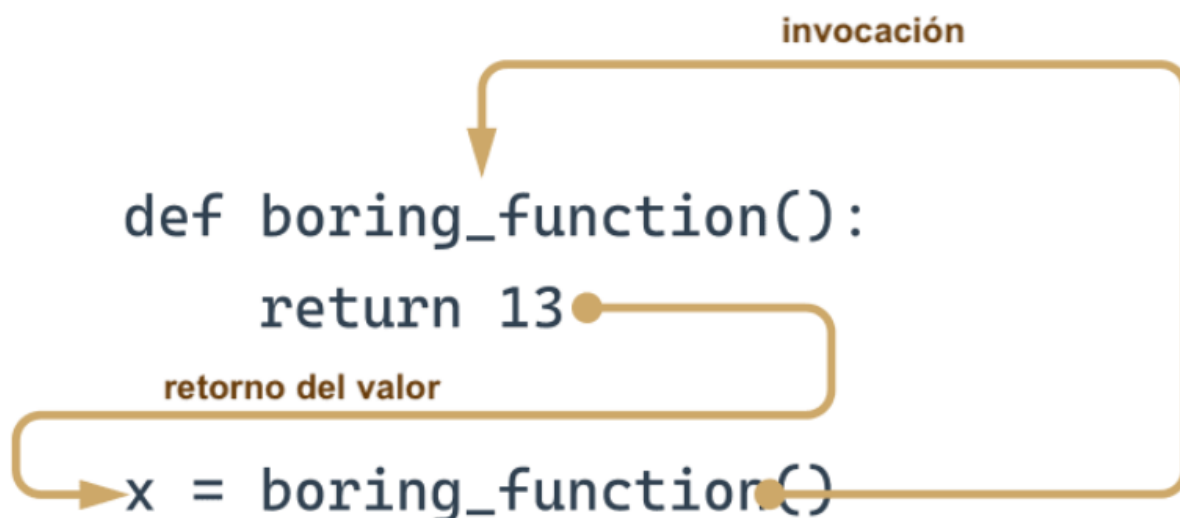 invocación
def boring_function():
return 13
retorno del valor
x = boring_function()